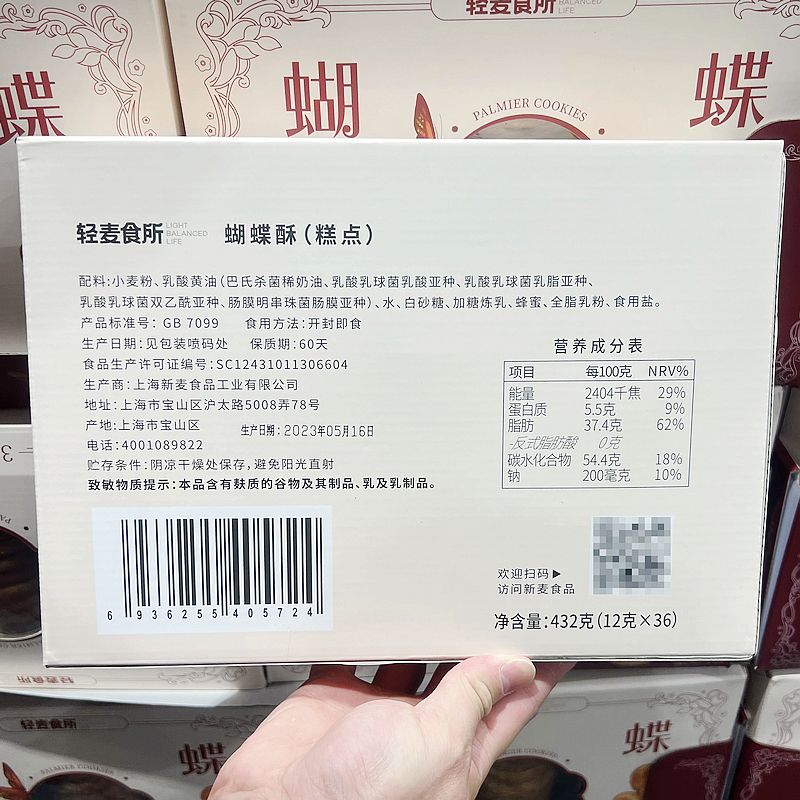 轻麦食所
BALANCED
LIFE
蝶
蝴
PALMIER COOKIES
蝶
轻麦食所
LIGHT
BALANCED
LIFE
蝴蝶酥(糕点)
配料:小麦粉、乳酸黄油(巴氏杀菌稀奶油、乳酸乳球菌乳酸亚种、乳酸乳球菌乳脂亚种、
乳酸乳球菌双乙酰亚种、肠膜明串珠菌肠膜亚种)、水、白砂糖、加糖炼乳、蜂蜜、全脂乳粉、食用盐。
产品标准号: GB 7099 食用方法:开封即食
生产日期:见包装喷码处 保质期:60天
食品生产许可证编号:SC12431011306604
生产商:上海新麦食品工业有限公司
地址:上海市宝山区沪太路5008弄78号
产地:上海市宝山区
生产日期:2023年05月16日
电话:4001089822
贮存条件:阴凉干燥处保存,避免阳光直射
致敏物质提示:本品含有麸质的谷物及其制品、乳及乳制品。
营养成分表
项目 每100克 NRV%
能量 2404千焦 29%
蛋白质 5.5克 9%
脂肪 37.4克 62%
-反式脂肪酸 0克
碳水化合物 54.4克 18%
钠 200毫克 10%
6 936255 405724
欢迎扫码▶
访问新麦食品
净含量:432克(12克×36)
轻麦食所
蝶
蝶